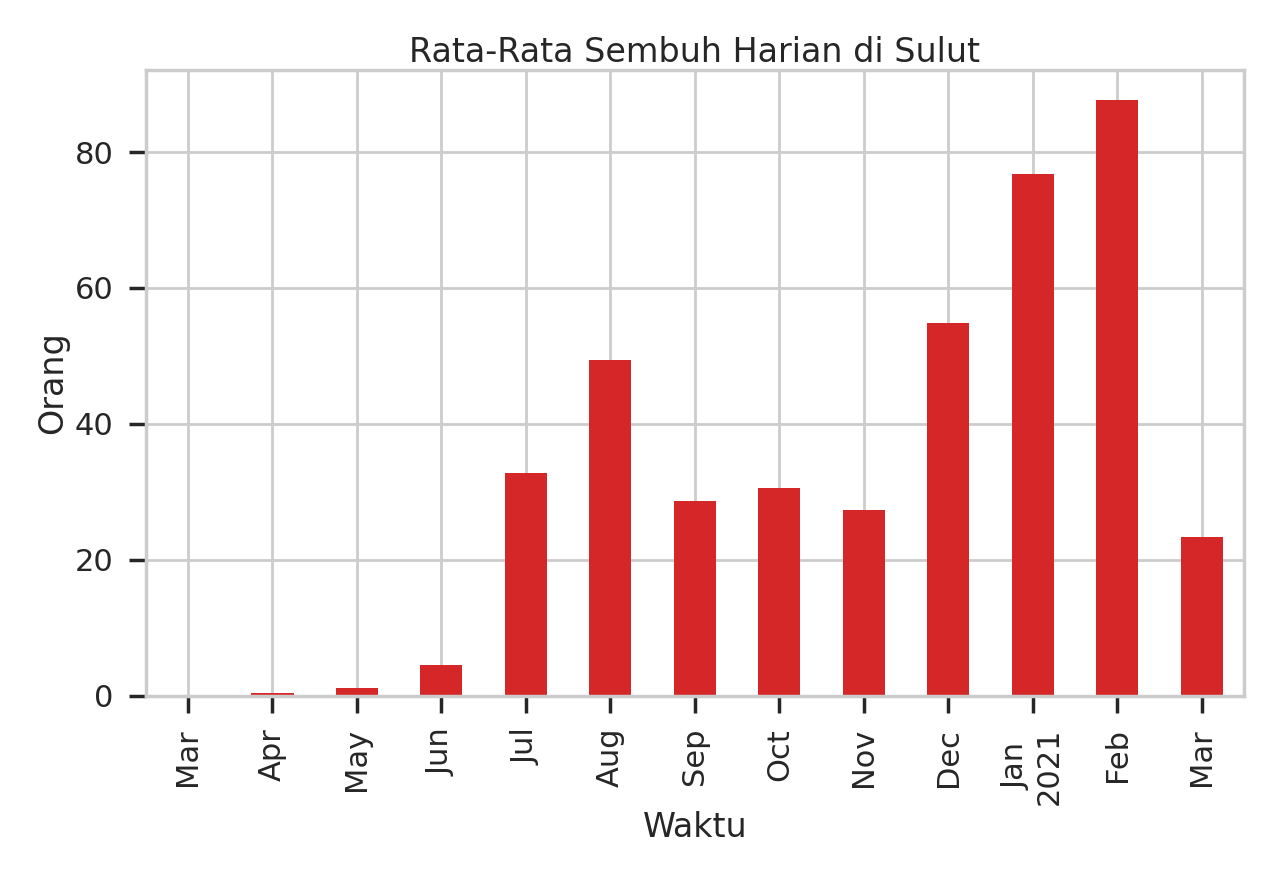 Rata-Rata Sembuh Harian di Sulut
80
60
40
20
0
Orang
Mar
Apr
May
Jun
Jul
Aug
Sep
Oct
Nov
Dec
Jan
2021
Feb
Mar
Waktu